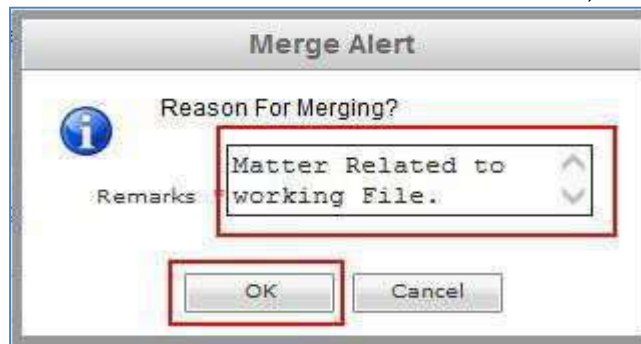 Merge Alert
Reason For Merging?
Remarks * Matter Related to
working File.
OK Cancel